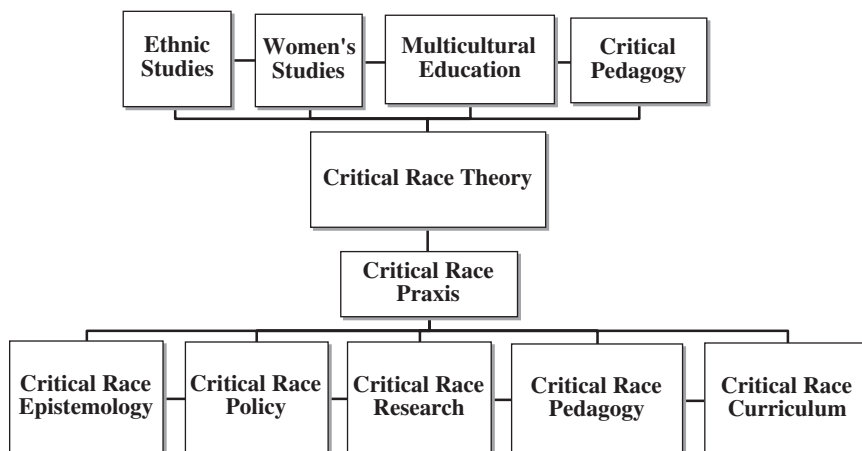 Ethnic
Studies
Women's
Studies
Multicultural
Education
Critical
Pedagogy
Critical Race Theory
Critical Race
Praxis
Critical Race
Epistemology
Critical Race
Policy
Critical Race
Research
Critical Race
Pedagogy
Critical Race
Curriculum